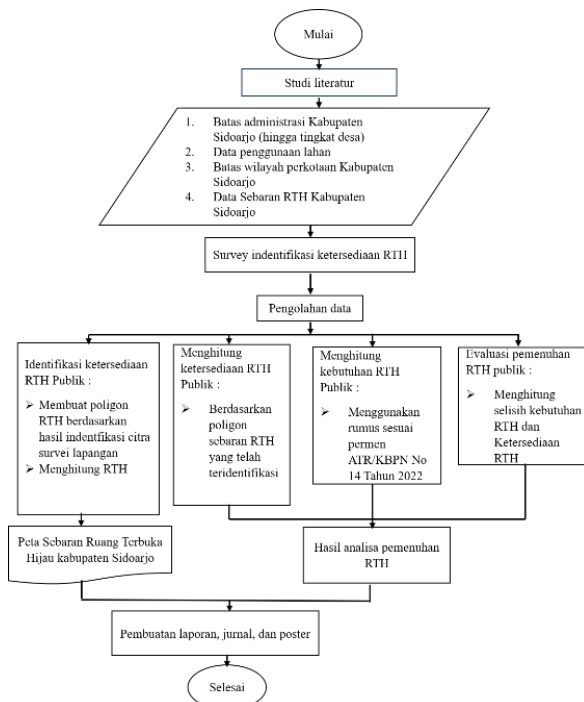 Mulai
Studi literatur
1. Batas administrasi Kabupaten
Sidoarjo (hingga tingkat desa)
2. Data penggunaan lahan
3. Batas wilayah perkotaan Kabupaten
Sidoarjo
4. Data Sebaran RTH Kabupaten
Sidoarjo
Survey indentifikasi ketersediaan RTH
Pengolahan data
Identifikasi ketersediaan
RTH Publik :
➢ Membuat poligon
RTH berdasarkan
hasil indentfikasi citra
survei lapangan
➢ Menghitung RTH
Menghitung
ketersediaan RTH
Publik :
➢ Berdasarkan
poligon
sebaran RTH
yang telah
teridentifikasi
Menghitung
kebutuhan RTH
Publik :
➢ Menggunakan
rumus sesuai
permen
ATR/KBPN No
14 Tahun 2022
Evaluasi pemenuhan
RTH publik :
➢ Menghitung
selisih kebutuhan
RTH dan
Ketersediaan
RTH
Peta Sebaran Ruang Terbuka
Hijau kabupaten Sidoarjo
Hasil analisa pemenuhan
RTH
Pembuatan laporan, jurnal, dan poster
Selesai